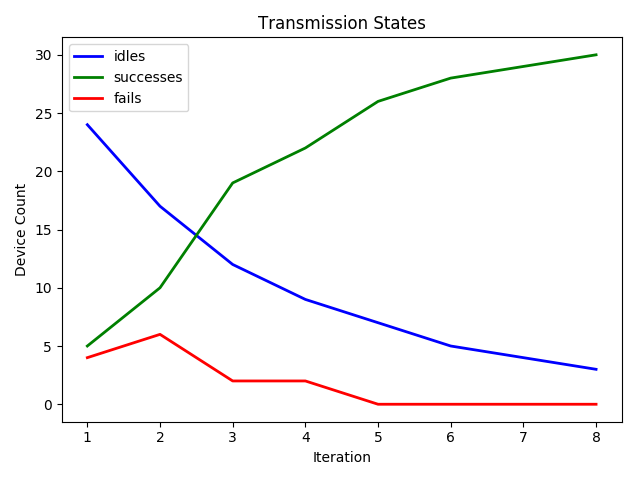 Transmission States
idles
successes
fails
Device Count
30
25
20
15
10
5
0
1 2 3 4 5 6 7 8
Iteration